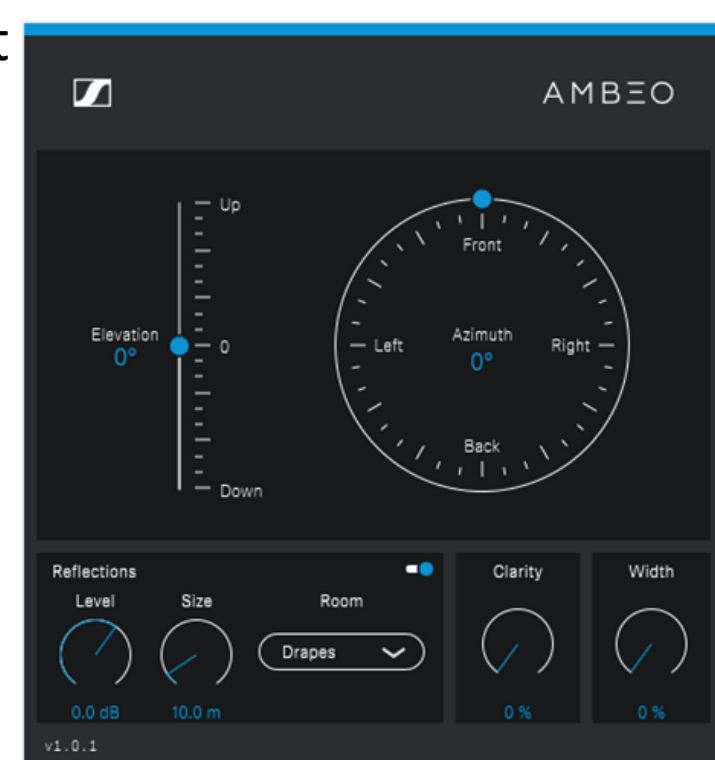 t
AMBEO
Up
Front
Elevation
0°
0
Left
Azimuth
0°
Right
Back
Down
Reflections
Level
Size
Room
Drapes
0.0 dB
10.0 m
Clarity
0 %
Width
0 %
v1.0.1